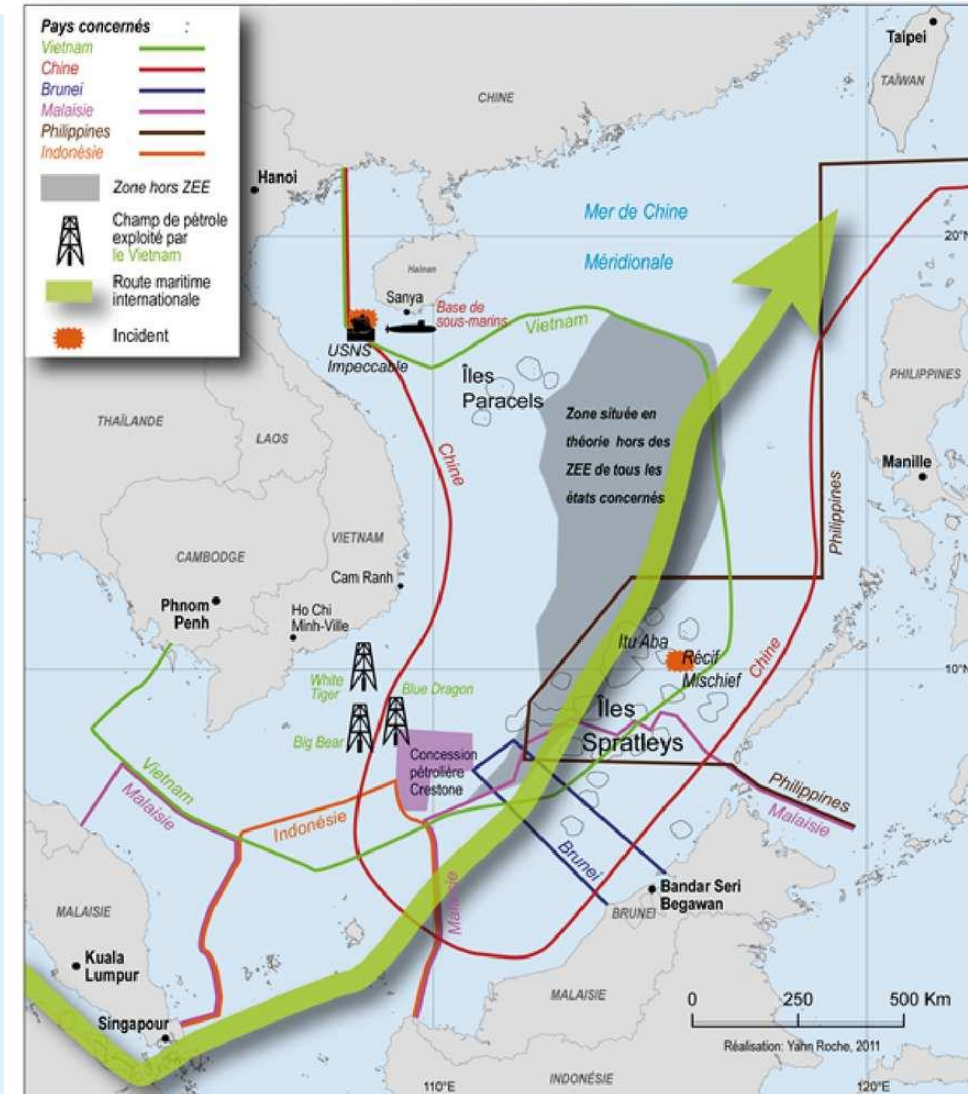 Pays concernés :
Vietnam
Chine
Brunei
Malaisie
Philippines
Indonésie
Zone hors ZEE
Champ de pétrole
exploité par
le Vietnam
Route maritime
internationale
Incident
Taipei
TAÏWAN
CHINE
Hanoi
Mer de Chine
Méridionale
20°N
Hainan
Sanya
Base de
sous-marins
USNS
Impeccable
Vietnam
Îles
Paracels
PHILIPPINES
THAÏLANDE
LAOS
Zone située en
théorie hors des
ZEE de tous les
états concernés
Chine
Manille
Philippines
VIETNAM
CAMBODGE
Cam Ranh
Phnom
Penh
Ho Chi
Minh-Ville
Itu Aba
Récif
Mischief
Chine
10°N
White
Tiger
Blue Dragon
Big Bear
Îles
Spratleys
Concession
pétrolière
Crestone
Vietnam
Malaisie
Indonésie
Philippines
Malaisie
Brunei
Malaisie
Bandar Seri
Begawan
BRUNEI
MALAISIE
Kuala
Lumpur
MALAISIE
Singapour
0 250 500 Km
Réalisation: Yahn Roche, 2011
110°E
INDONÉSIE
120°E